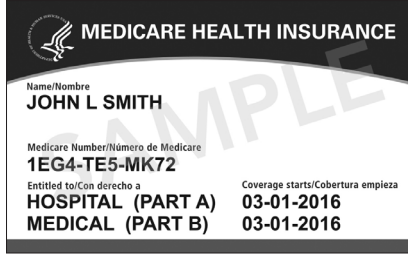 MEDICARE HEALTH INSURANCE
Name/Nombre
JOHN L SMITH
Medicare Number/Número de Medicare
1EG4-TE5-MK72
Entitled to/Con derecho a Coverage starts/Cobertura empieza
HOSPITAL (PART A) 03-01-2016
MEDICAL (PART B) 03-01-2016
SAMPLE